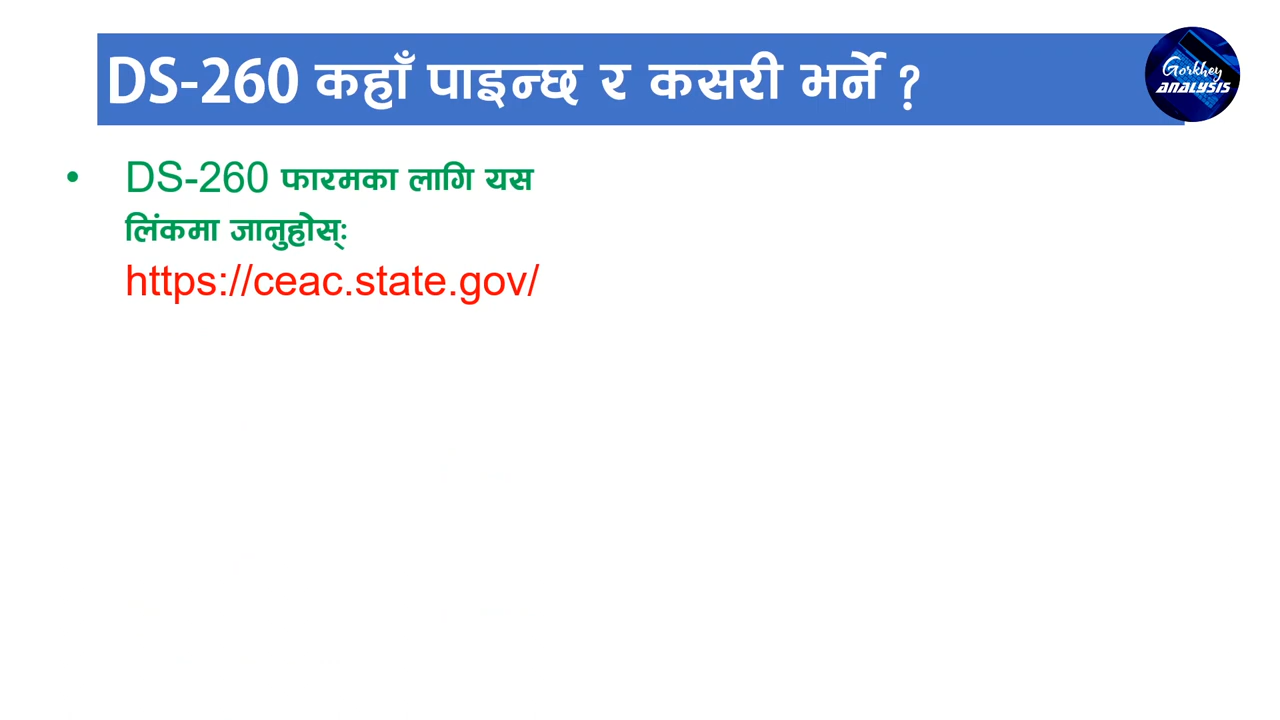 DS-260 कहाँ पाइन्छ र कसरी भर्ने ?
Gorkhey
ANALYSIS
• DS-260 फारमका लागि यस
लिंकमा जानुहोस्ः
https://ceac.state.gov/